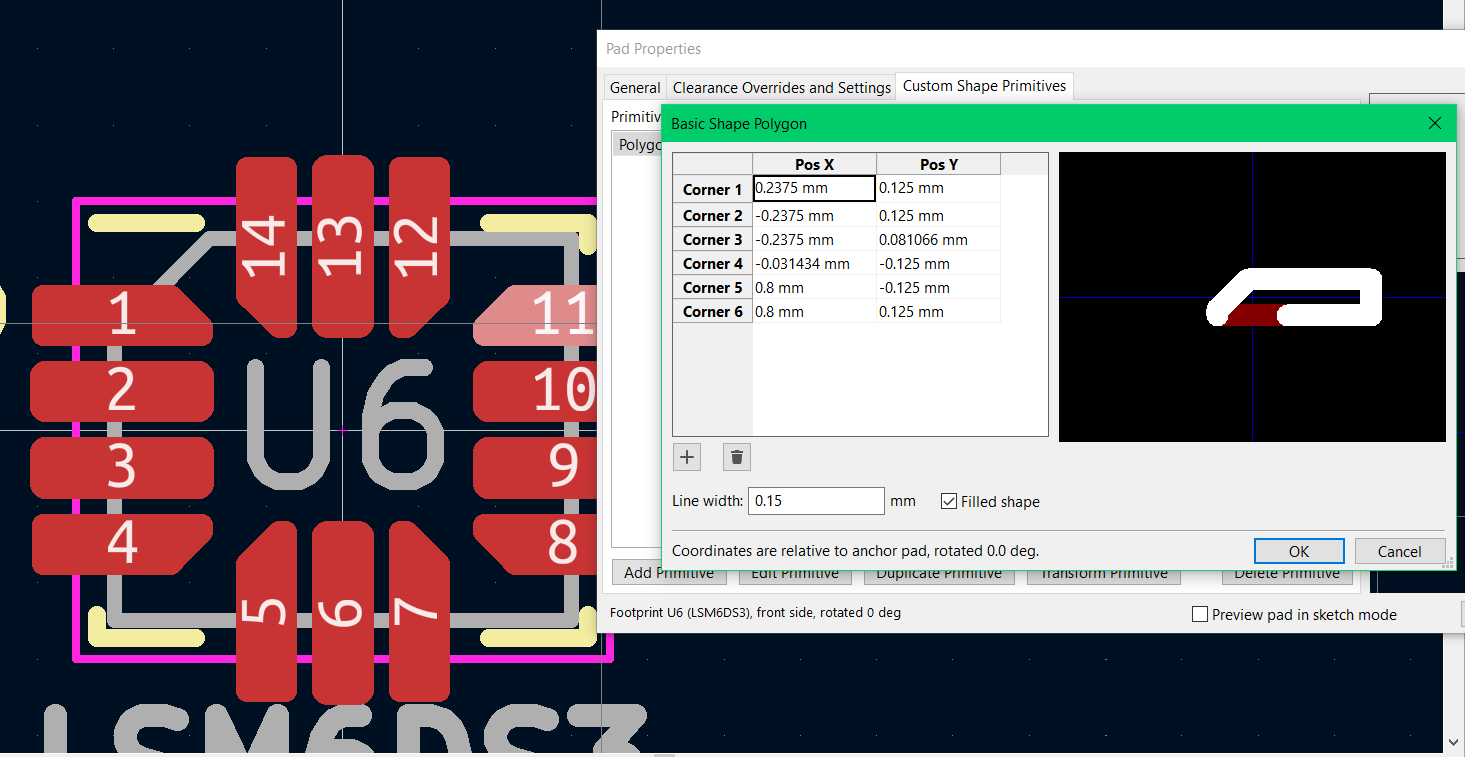 Pad Properties
General
Clearance Overrides and Settings
Custom Shape Primitives
Primitiv
Basic Shape Polygon
Polygo
Pos X Pos Y
Corner 1 0.2375 mm 0.125 mm
Corner 2 -0.2375 mm 0.125 mm
Corner 3 -0.2375 mm 0.081066 mm
Corner 4 -0.031434 mm -0.125 mm
Corner 5 0.8 mm -0.125 mm
Corner 6 0.8 mm 0.125 mm
Line width: 0.15 mm
Filled shape
Coordinates are relative to anchor pad, rotated 0.0 deg.
OK
Cancel
Add Primitive
Edit Primitive
Duplicate Primitive
Transform Primitive
Delete Primitive
Footprint U6 (LSM6DS3), front side, rotated 0 deg
Preview pad in sketch mode
14
13
12
1
11
2
10
U6
3
9
4
8
5
6
7
LSM6DS3